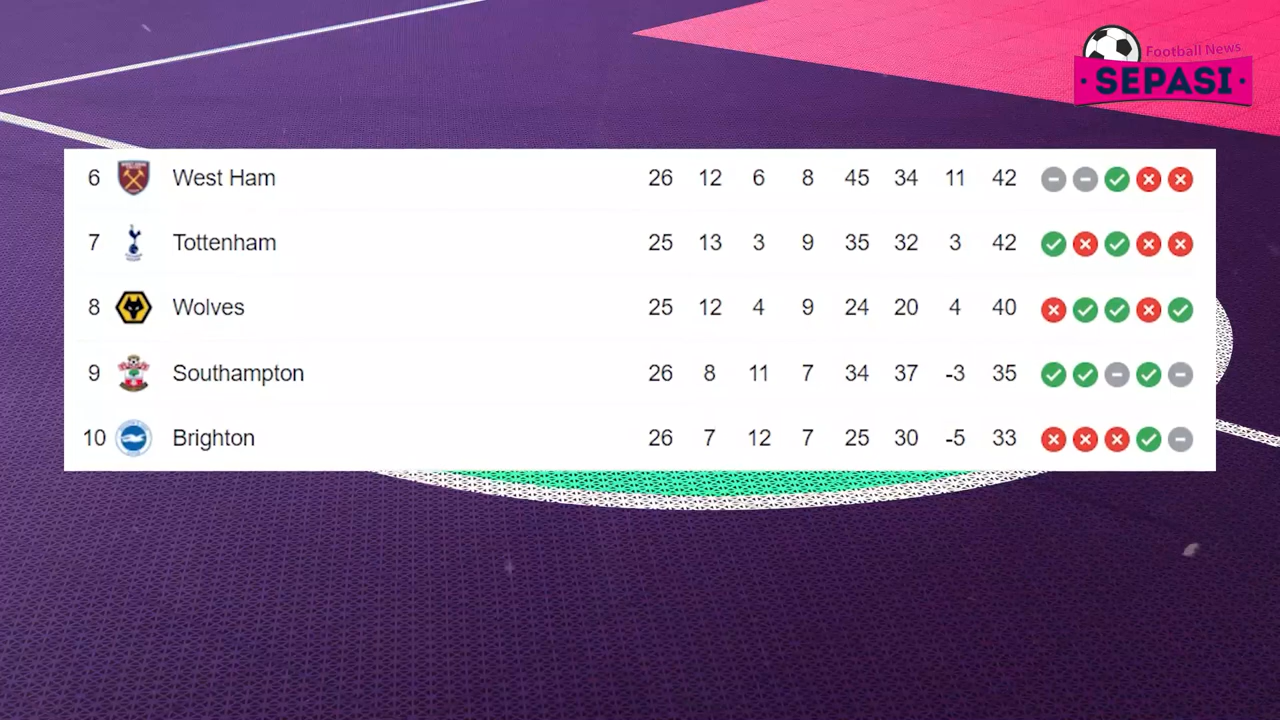 Football News
· SEPASI ·
6 West Ham 26 12 6 8 45 34 11 42
7 Tottenham 25 13 3 9 35 32 3 42
8 Wolves 25 12 4 9 24 20 4 40
9 Southampton 26 8 11 7 34 37 -3 35
10 Brighton 26 7 12 7 25 30 -5 33